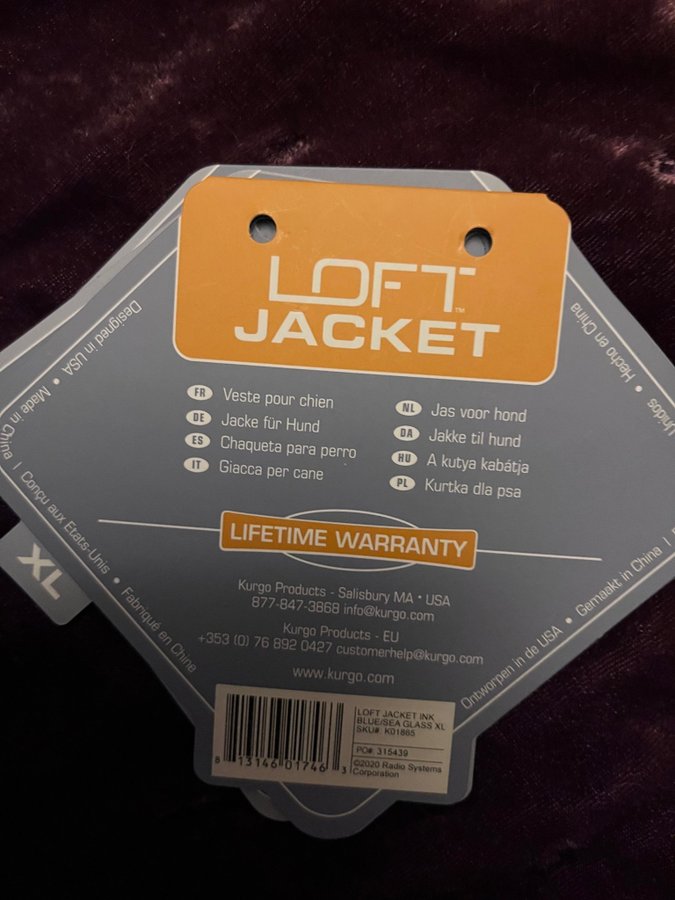 LOFT™
JACKET
FR Veste pour chien
DE Jacke für Hund
ES Chaqueta para perro
IT Giacca per cane
NL Jas voor hond
DA Jakke til hund
HU A kutya kabátja
PL Kurtka dla psa
LIFETIME WARRANTY
Kurgo Products - Salisbury MA • USA
877-847-3868 info@kurgo.com
Kurgo Products - EU
+353 (0) 76 892 0427 customerhelp@kurgo.com
www.kurgo.com
LOFT JACKET INK
BLUE/SEA GLASS XL
SKU#: K01865
PO#: 315439
©2020 Radio Systems
Corporation
8 13146 01746 3
Designed in USA • Made in China
| Conçu aux Etats-Unis • Fabriqué en Chine
XL
Unidos • Hecho en China
Ontworpen in de USA • Gemaakt in China |